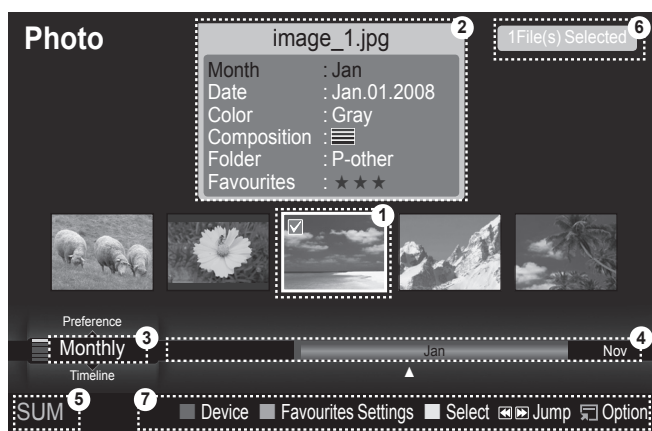 Photo
image_1.jpg
2
1File(s) Selected
6
Month : Jan
Date : Jan.01.2008
Color : Gray
Composition :
Folder : P-other
Favourites : ★★★
1
Preference
Monthly
3
Jan
Nov
4
Timeline
SUM
5
7
Device
Favourites Settings
Select
Jump
Option